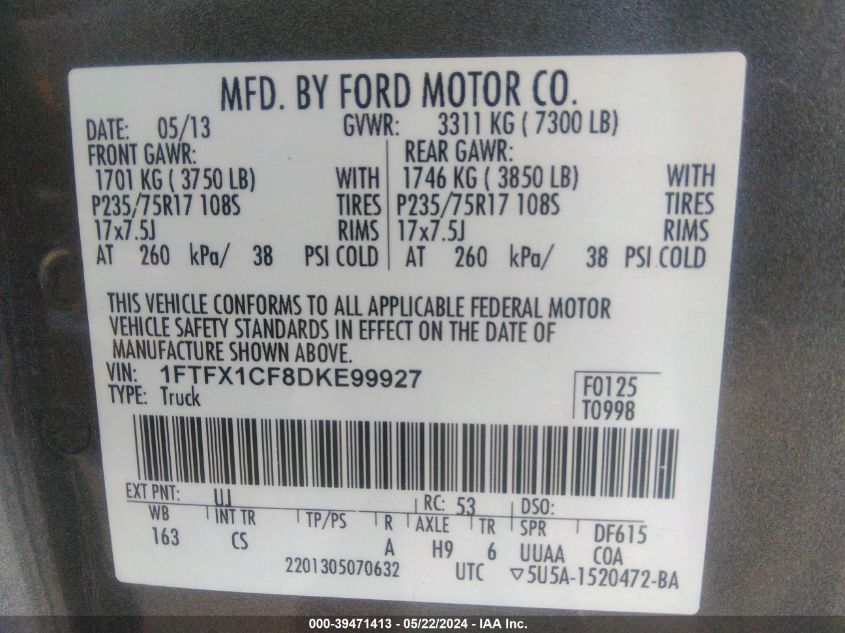 MFD. BY FORD MOTOR CO.
DATE: 05/13 GVWR: 3311 KG ( 7300 LB)
FRONT GAWR: REAR GAWR:
1701 KG ( 3750 LB) WITH 1746 KG ( 3850 LB) WITH
P235/75R17 108S TIRES P235/75R17 108S TIRES
17x7.5J RIMS 17x7.5J RIMS
AT 260 kPa/ 38 PSI COLD AT 260 kPa/ 38 PSI COLD
THIS VEHICLE CONFORMS TO ALL APPLICABLE FEDERAL MOTOR
VEHICLE SAFETY STANDARDS IN EFFECT ON THE DATE OF
MANUFACTURE SHOWN ABOVE.
VIN: 1FTFX1CF8DKE99927 F0125
TYPE: Truck T0998
EXT PNT: UJ RC: 53 DSO:
WB INT TR TP/PS R AXLE TR SPR DF615
163 CS A H9 6 UUAA COA
2201305070632 UTC ▽5U5A-1520472-BA
000-39471413 - 05/22/2024 - IAA Inc.